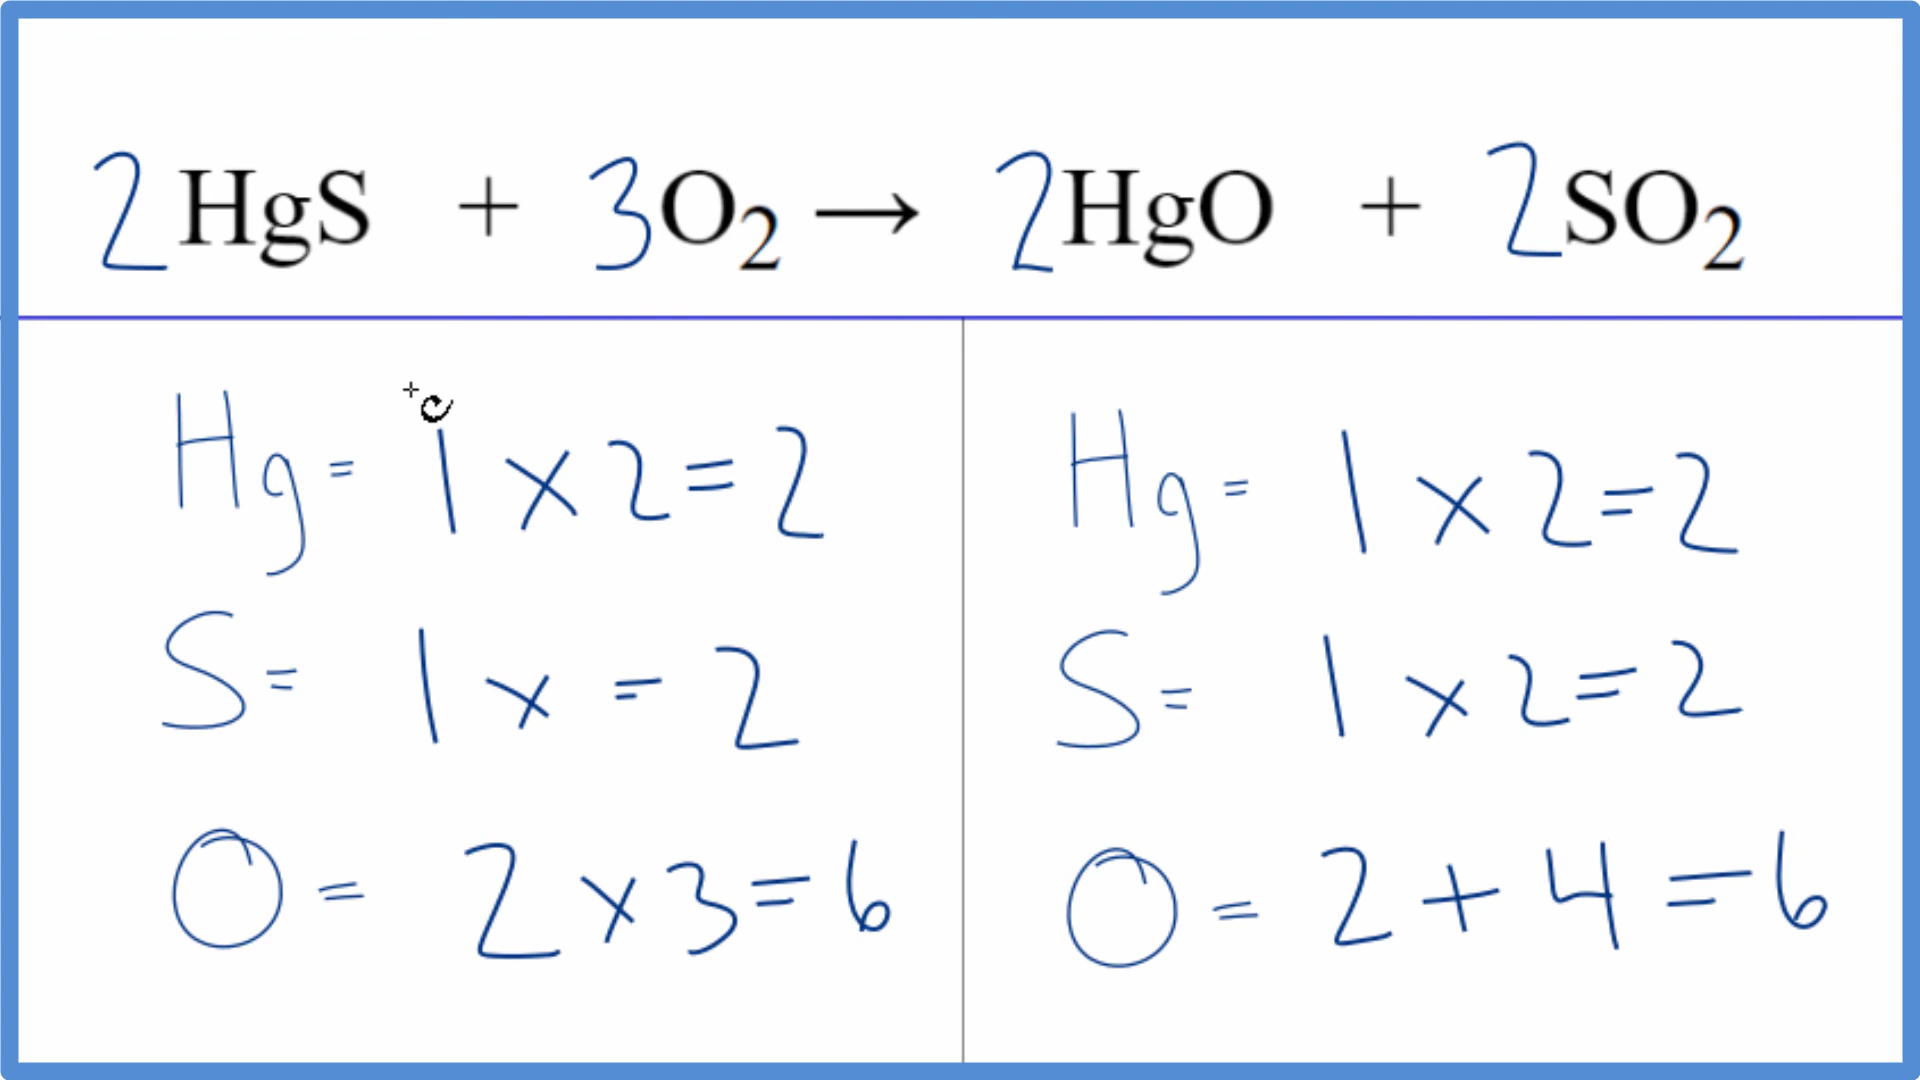 2HgS + 3O₂ → 2HgO + 2SO₂
Hg = 1 x 2 = 2
S = 1 x = 2
O = 2 x 3 = 6
Hg = 1 x 2 = 2
S = 1 x 2 = 2
O = 2 + 4 = 6